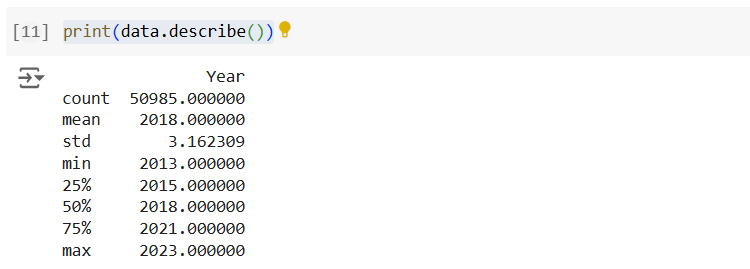 [11] print(data.describe())
Year
count 50985.000000
mean 2018.000000
std 3.162309
min 2013.000000
25% 2015.000000
50% 2018.000000
75% 2021.000000
max 2023.000000